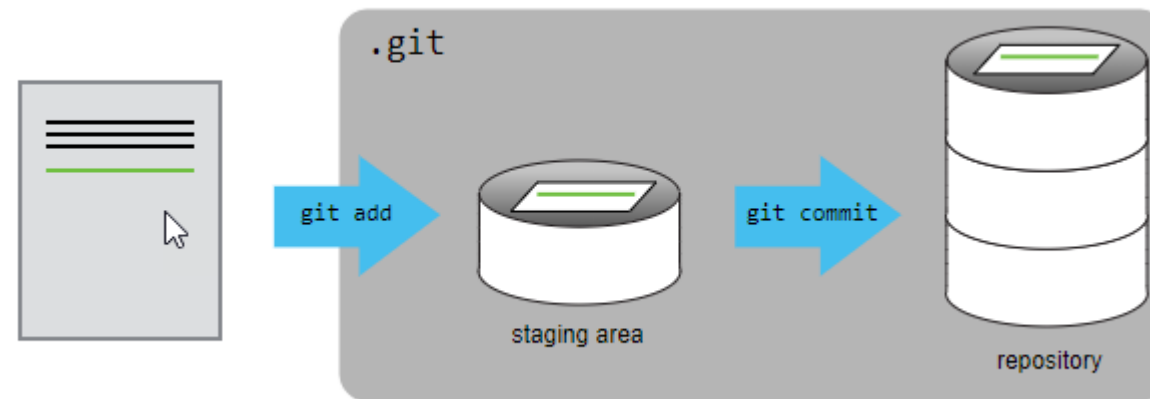 .git
git add
git commit
staging area
repository